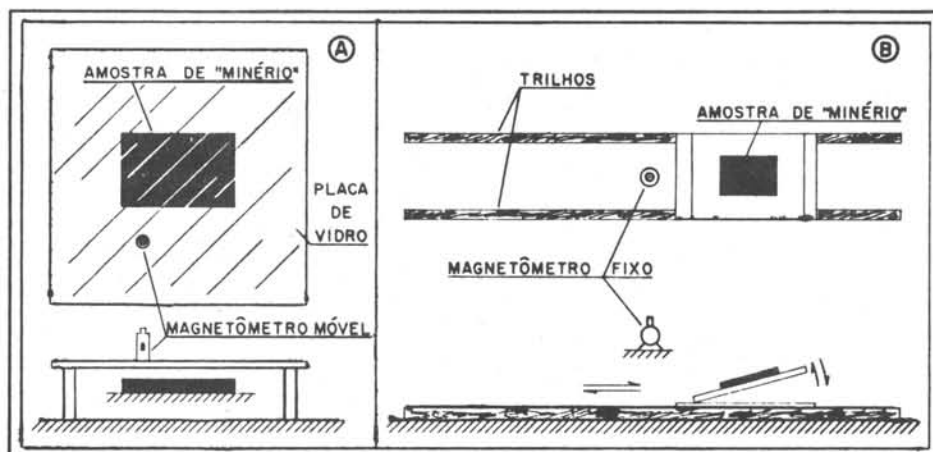 A
AMOSTRA DE "MINÉRIO"
PLACA
DE
VIDRO
MAGNETÔMETRO MÓVEL
B
TRILHOS
AMOSTRA DE "MINÉRIO"
MAGNETÔMETRO FIXO